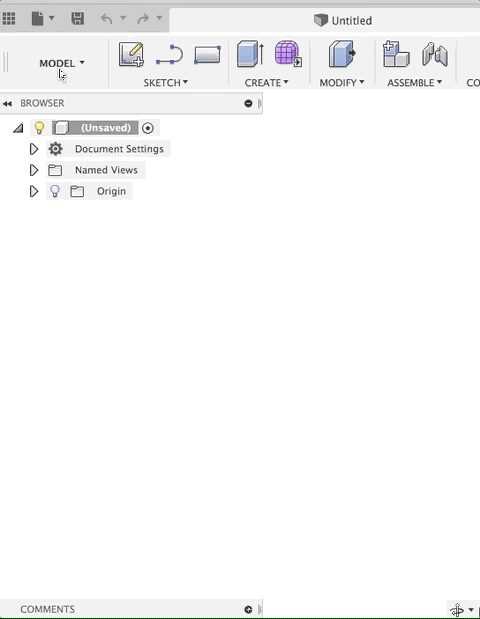 Untitled
MODEL
SKETCH
CREATE
MODIFY
ASSEMBLE
CO
BROWSER
(Unsaved)
Document Settings
Named Views
Origin
COMMENTS